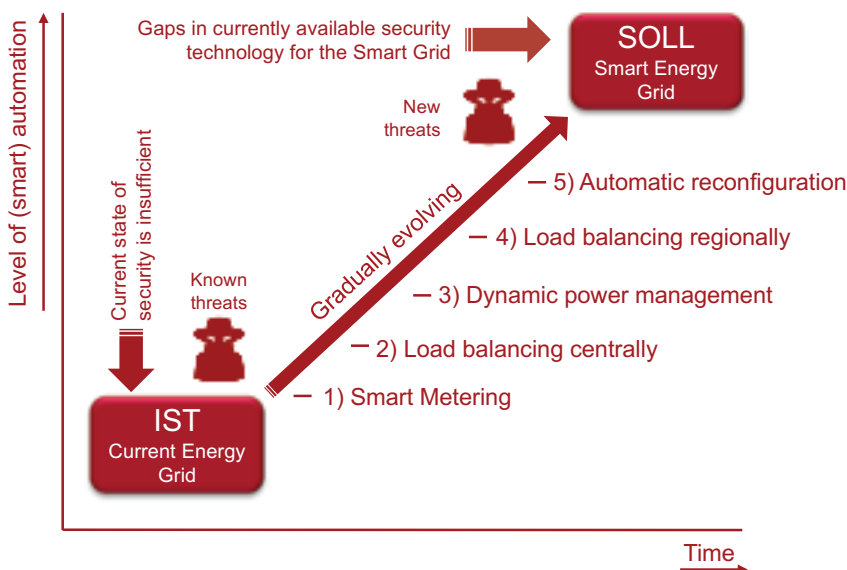 Level of (smart) automation
Gaps in currently available security
technology for the Smart Grid
SOLL
Smart Energy
Grid
New
threats
Gradually evolving
5) Automatic reconfiguration
4) Load balancing regionally
3) Dynamic power management
2) Load balancing centrally
1) Smart Metering
Current state of
security is insufficient
Known
threats
IST
Current Energy
Grid
Time